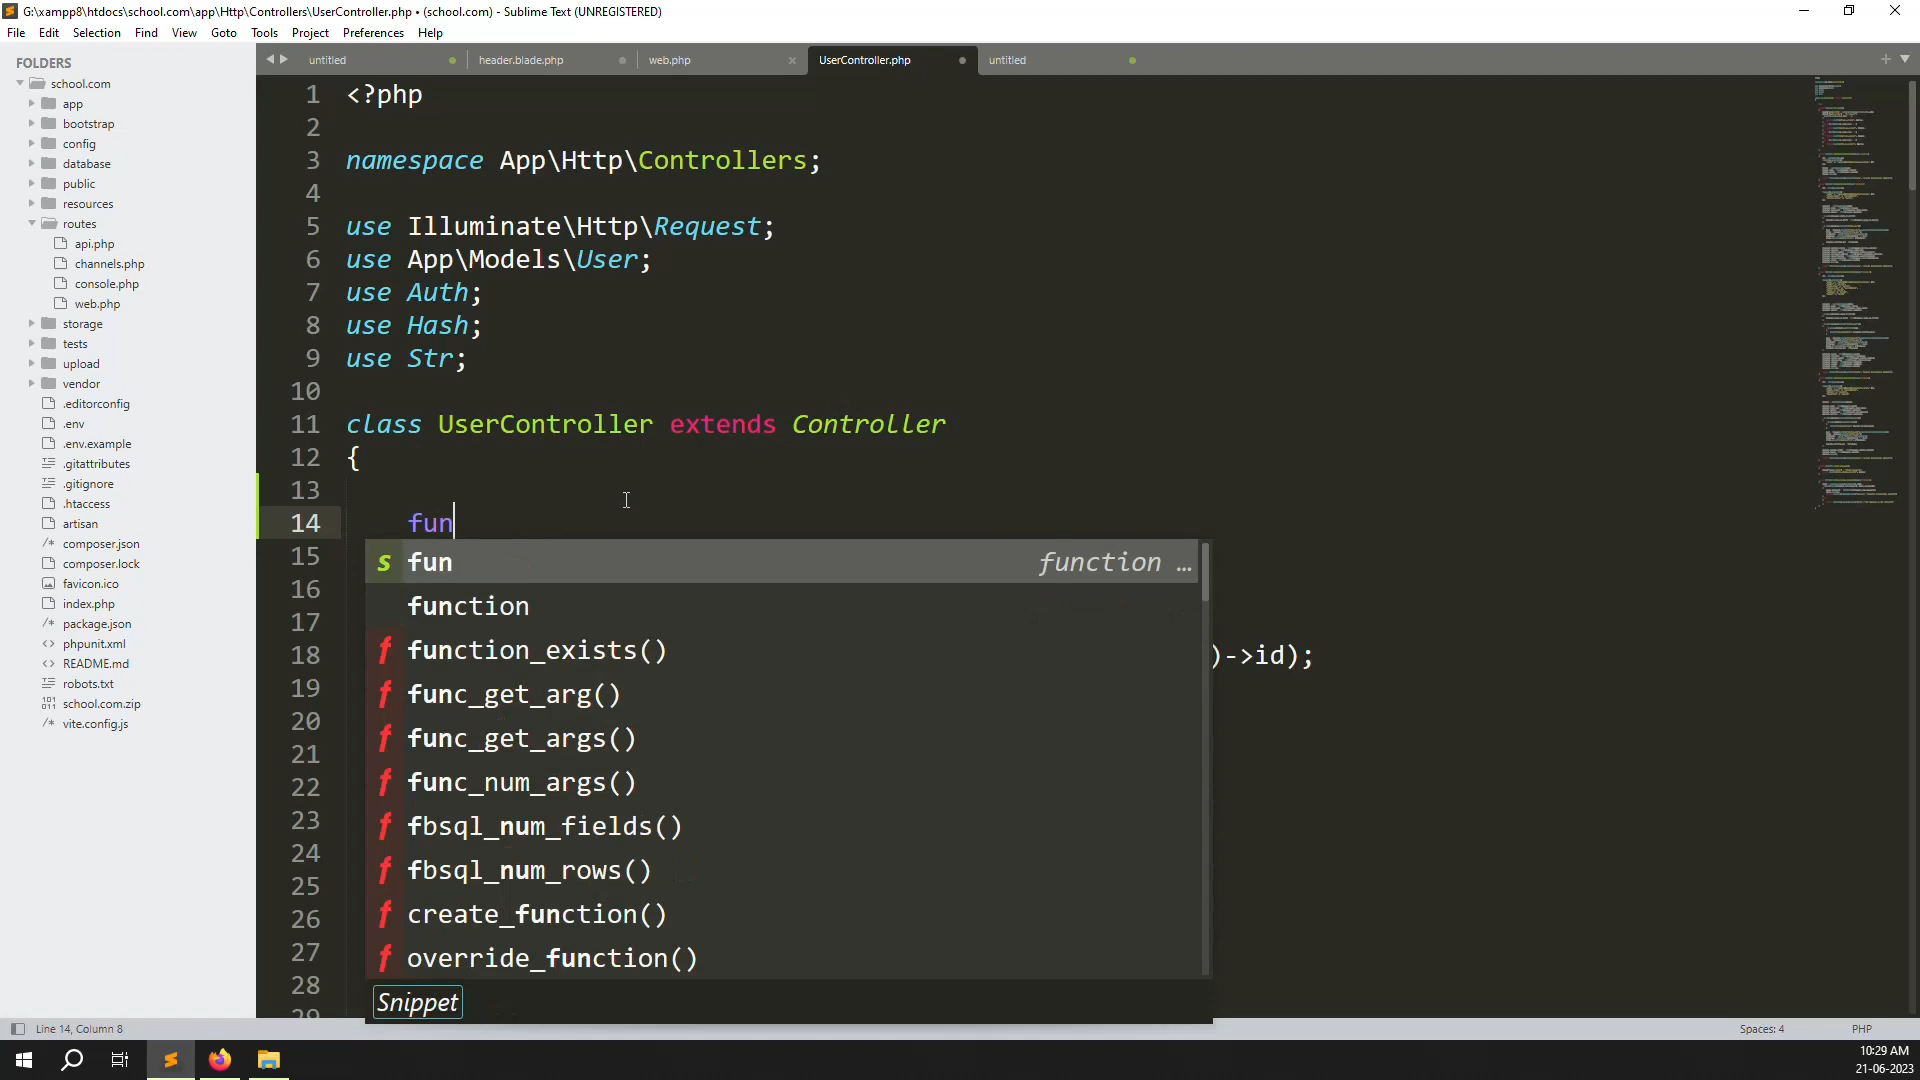 G:\xampp8\htdocs\school.com\app\Http\Controllers\UserController.php • (school.com) - Sublime Text (UNREGISTERED)
File Edit Selection Find View Goto Tools Project Preferences Help
FOLDERS
school.com
app
bootstrap
config
database
public
resources
routes
api.php
channels.php
console.php
web.php
storage
tests
upload
vendor
.editorconfig
.env
.env.example
.gitattributes
.gitignore
.htaccess
artisan
composer.json
composer.lock
favicon.ico
index.php
package.json
phpunit.xml
README.md
robots.txt
school.com.zip
vite.config.js
untitled header.blade.php web.php UserController.php untitled
1 <?php
2
3 namespace App\Http\Controllers;
4
5 use Illuminate\Http\Request;
6 use App\Models\User;
7 use Auth;
8 use Hash;
9 use Str;
10
11 class UserController extends Controller
12 {
13
14 fun
15
16
17
18 )->id);
19
20
21
22
23
24
25
26
27
28
29
s fun function …
function
f function_exists()
f func_get_arg()
f func_get_args()
f func_num_args()
f fbsql_num_fields()
f fbsql_num_rows()
f create_function()
f override_function()
Snippet
Line 14, Column 8 Spaces: 4 PHP
10:29 AM
21-06-2023